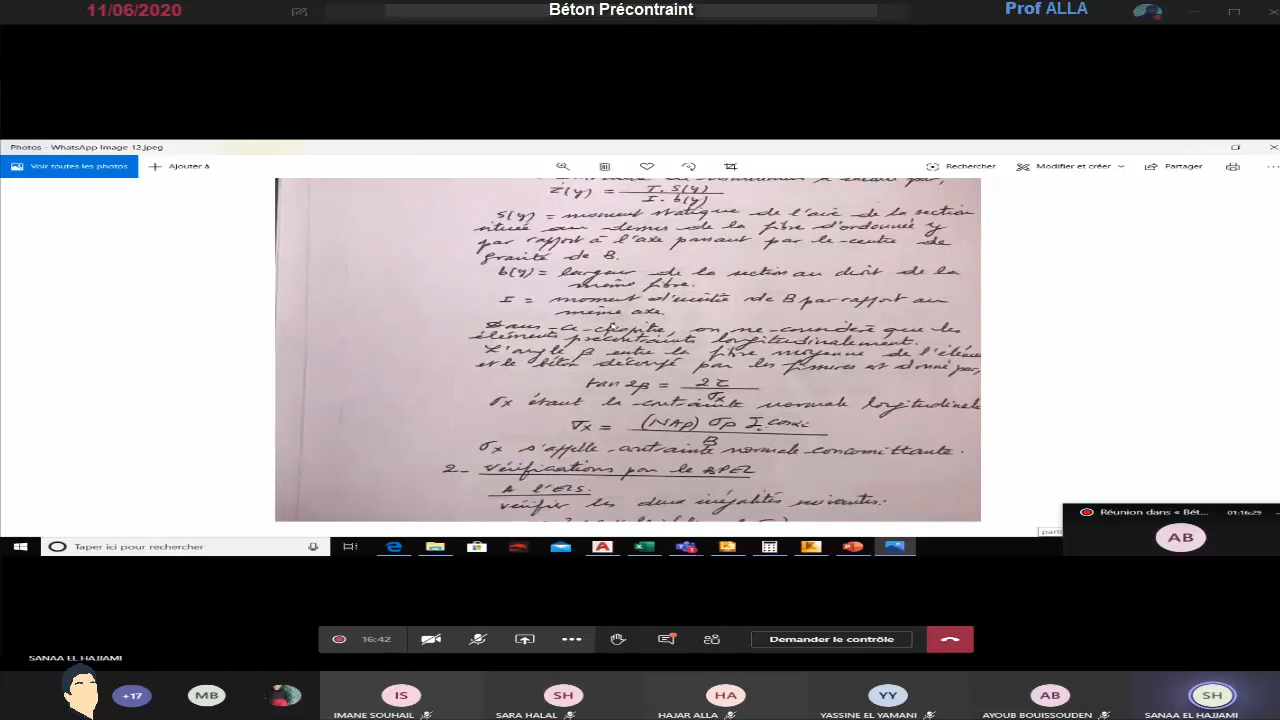 11/06/2020
Béton Précontraint
Prof ALLA
Photos - WhatsApp Image 12.jpeg
Voir toutes les photos
Ajouter à
Rechercher
Modifier et créer
Partager
τ(y) = T. S(y)
I. b(y)
S(y) = moment statique de l'aire de la section
située au dessus de la fibre d'ordonnée y
par rapport à l'axe passant par le centre de
gravité de B.
b(y) = largeur de la section au droit de la
même fibre.
I = moment d'inertie de B par rapport au
même axe.
Dans ce chapitre, on ne considère que les
éléments précontraints longitudinalement.
L'angle β entre la fibre moyenne de l'éléme
et le béton découpé par les fissures est donné par,
tan 2β = 2τ
σx
σx étant la contrainte normale longitudinale
σx = (NAp) σp cosα
B
σx s'appelle contrainte normale concomittante.
2- Vérifications par le BPEL
A l'ELS.
vérifier les deux inégalités suivantes:
parti
Réunion dans « Bét...
01:16:29
AB
Taper ici pour rechercher
16:42
Demander le contrôle
SANAA EL HAJJAMI
+17
MB
IS
SH
HA
YY
AB
SH
IMANE SOUHAIL
SARA HALAL
HAJAR ALLA
YASSINE EL YAMANI
AYOUB BOUISSOUDEN
SANAA EL HAJJAMI